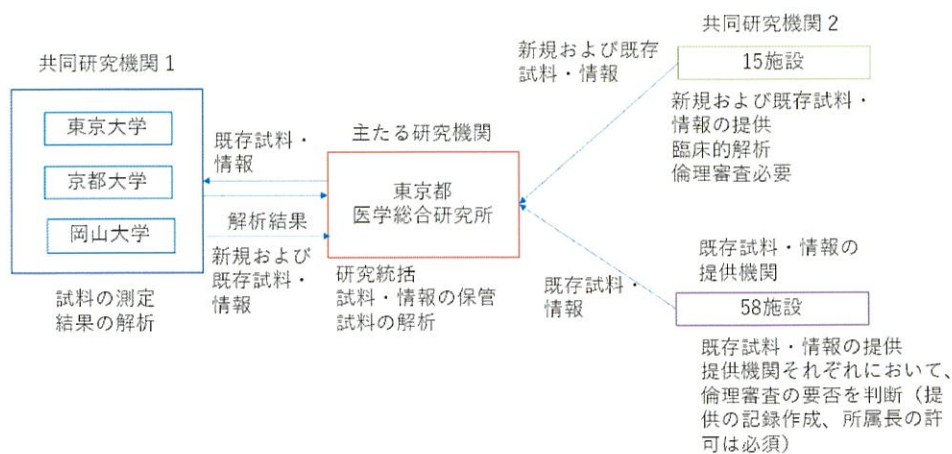 共同研究機関1
東京大学
京都大学
岡山大学
試料の測定
結果の解析
既存試料・
情報
解析結果
新規および
既存試料・
情報
主たる研究機関
東京都
医学総合研究所
研究統括
試料・情報の保管
試料の解析
新規および既存
試料・情報
共同研究機関2
15施設
新規および既存試料・
情報の提供
臨床的解析
倫理審査必要
既存試料・
情報
既存試料・情報の
提供機関
58施設
既存試料・情報の提供
提供機関それぞれにおいて、
倫理審査の要否を判断（提
供の記録作成、所属長の許
可は必須）